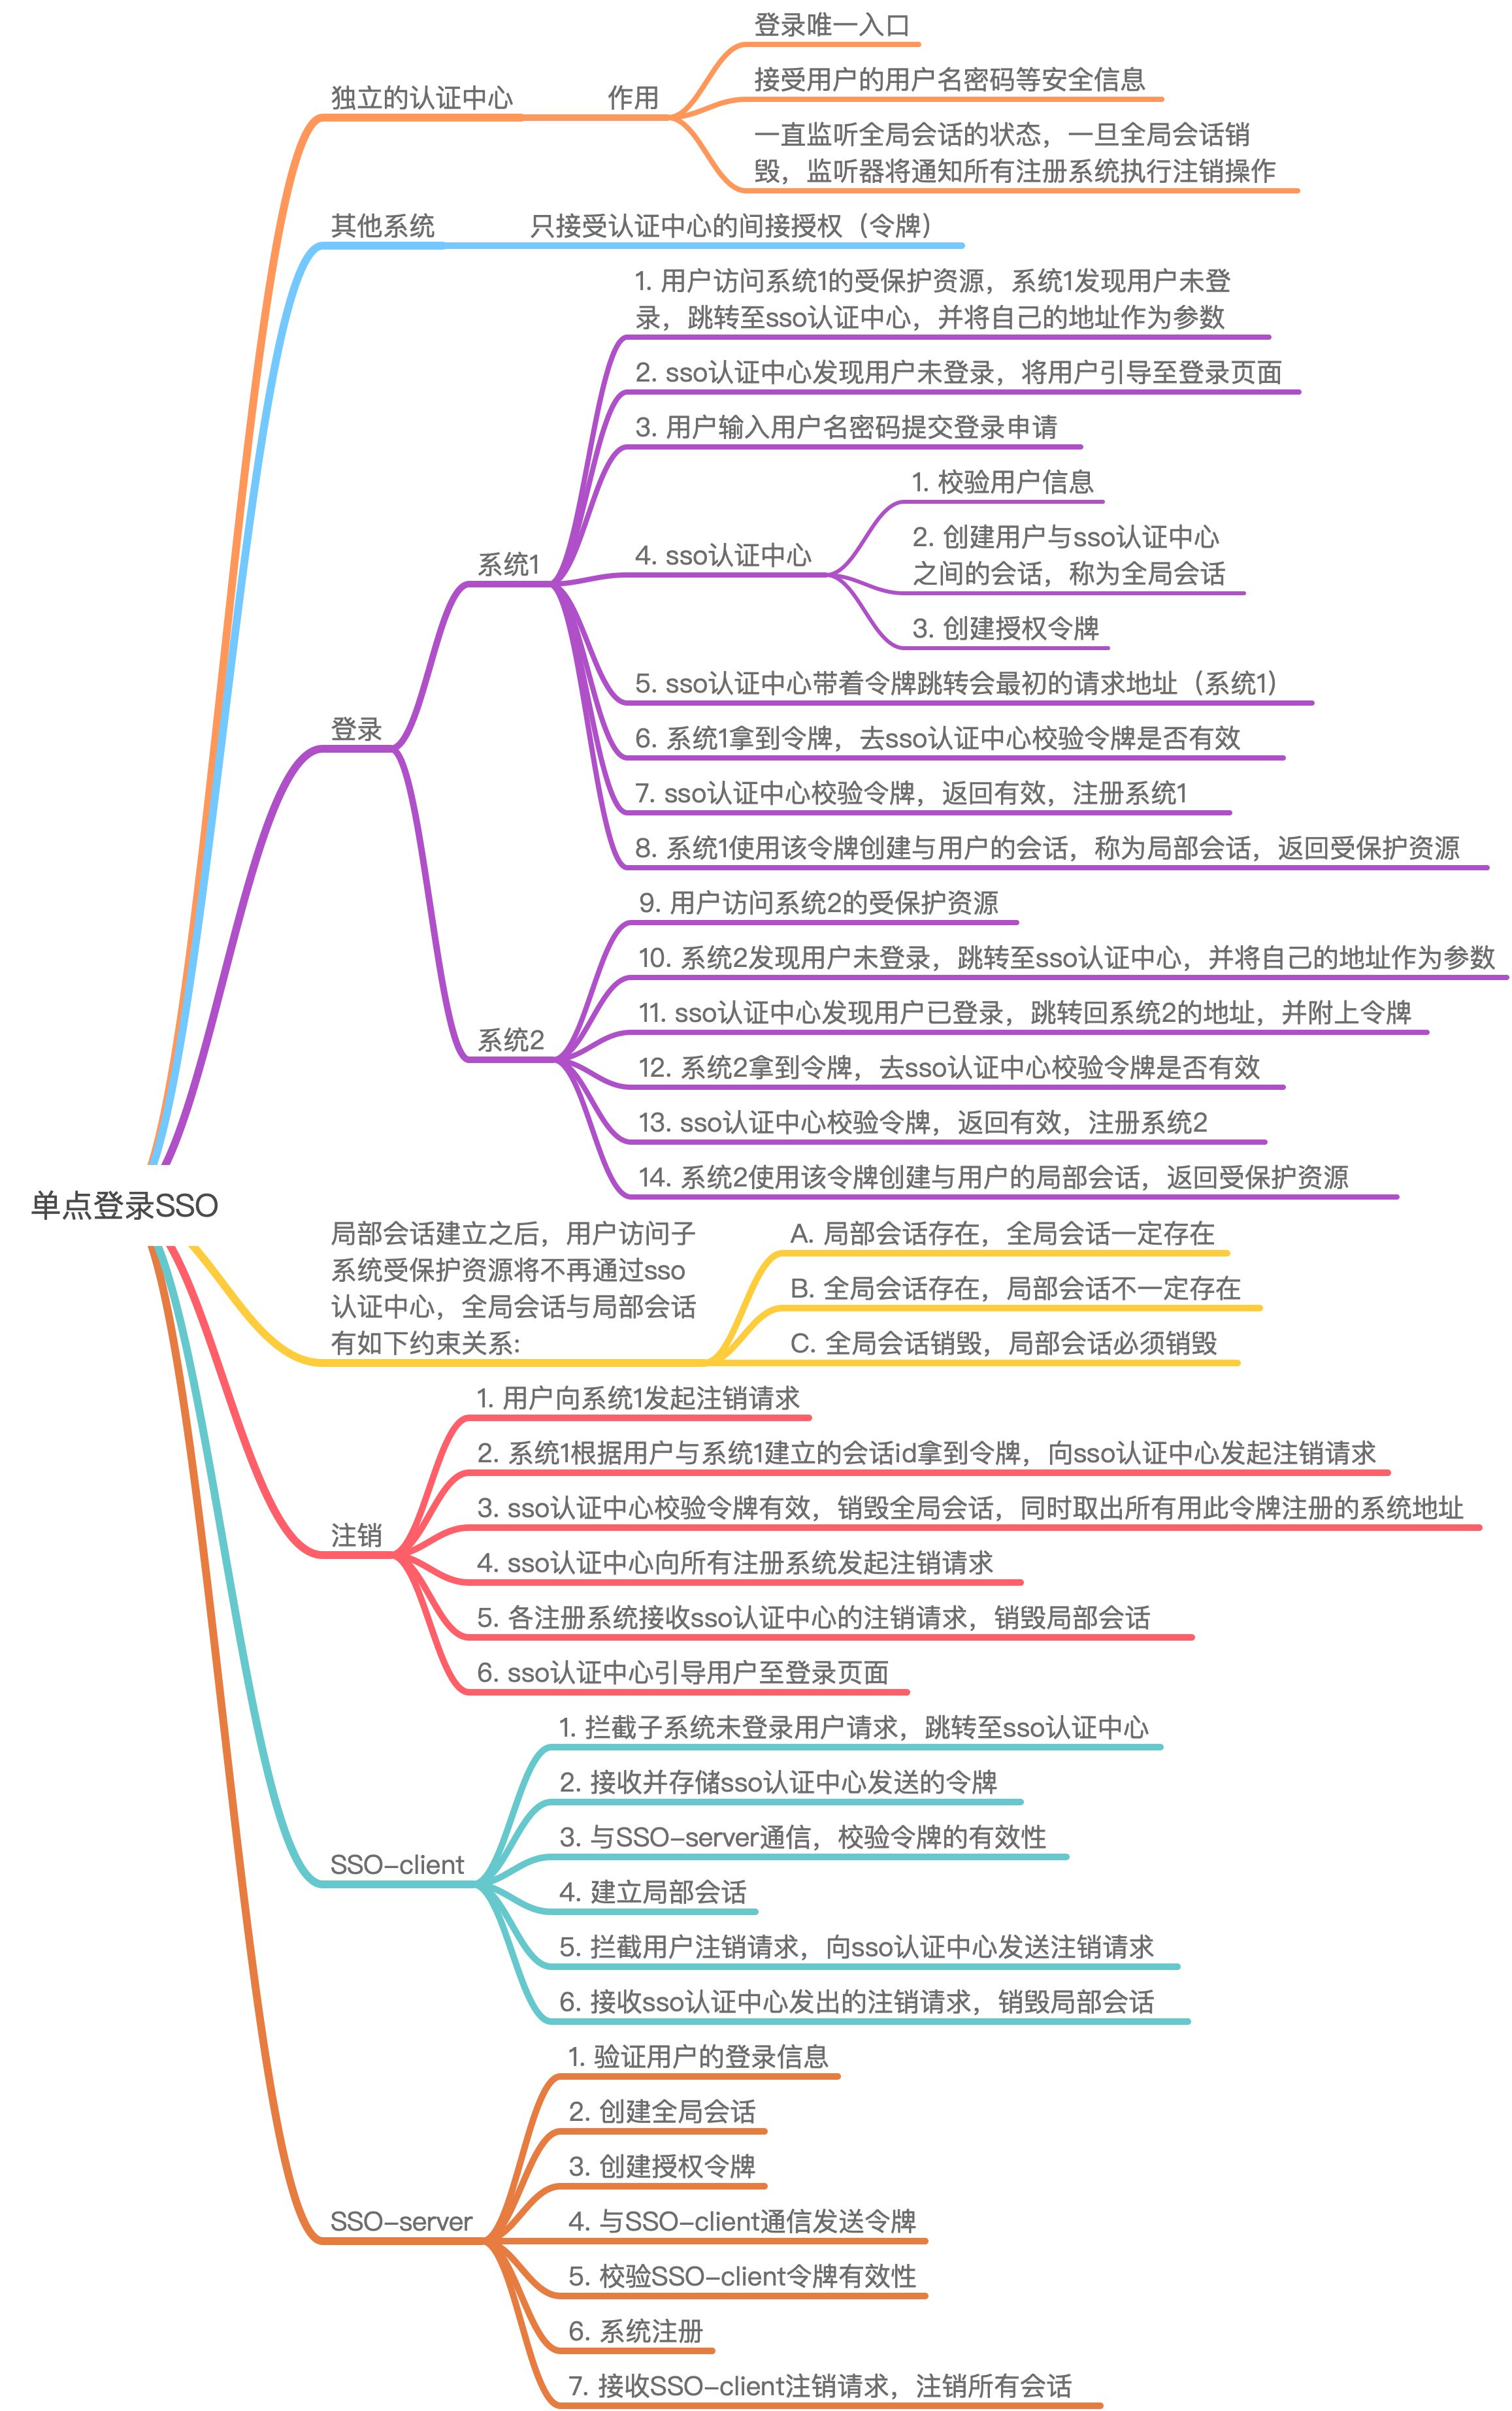 登录唯一入口
接受用户的用户名密码等安全信息
独立的认证中心
作用
一直监听全局会话的状态，一旦全局会话销
毁，监听器将通知所有注册系统执行注销操作
其他系统
只接受认证中心的间接授权（令牌）
1. 用户访问系统1的受保护资源，系统1发现用户未登
录，跳转至sso认证中心，并将自己的地址作为参数
2. sso认证中心发现用户未登录，将用户引导至登录页面
3. 用户输入用户名密码提交登录申请
1. 校验用户信息
系统1
4. sso认证中心
2. 创建用户与sso认证中心
之间的会话，称为全局会话
3. 创建授权令牌
5. sso认证中心带着令牌跳转会最初的请求地址（系统1）
登录
6. 系统1拿到令牌，去sso认证中心校验令牌是否有效
7. sso认证中心校验令牌，返回有效，注册系统1
8. 系统1使用该令牌创建与用户的会话，称为局部会话，返回受保护资源
9. 用户访问系统2的受保护资源
10. 系统2发现用户未登录，跳转至sso认证中心，并将自己的地址作为参数
11. sso认证中心发现用户已登录，跳转回系统2的地址，并附上令牌
系统2
12. 系统2拿到令牌，去sso认证中心校验令牌是否有效
13. sso认证中心校验令牌，返回有效，注册系统2
14. 系统2使用该令牌创建与用户的局部会话，返回受保护资源
单点登录SSO
局部会话建立之后，用户访问子
系统受保护资源将不再通过sso
认证中心，全局会话与局部会话
有如下约束关系:
A. 局部会话存在，全局会话一定存在
B. 全局会话存在，局部会话不一定存在
C. 全局会话销毁，局部会话必须销毁
1. 用户向系统1发起注销请求
2. 系统1根据用户与系统1建立的会话id拿到令牌，向sso认证中心发起注销请求
3. sso认证中心校验令牌有效，销毁全局会话，同时取出所有用此令牌注册的系统地址
注销
4. sso认证中心向所有注册系统发起注销请求
5. 各注册系统接收sso认证中心的注销请求，销毁局部会话
6. sso认证中心引导用户至登录页面
1. 拦截子系统未登录用户请求，跳转至sso认证中心
2. 接收并存储sso认证中心发送的令牌
3. 与SSO-server通信，校验令牌的有效性
SSO-client
4. 建立局部会话
5. 拦截用户注销请求，向sso认证中心发送注销请求
6. 接收sso认证中心发出的注销请求，销毁局部会话
1. 验证用户的登录信息
2. 创建全局会话
3. 创建授权令牌
SSO-server
4. 与SSO-client通信发送令牌
5. 校验SSO-client令牌有效性
6. 系统注册
7. 接收SSO-client注销请求，注销所有会话